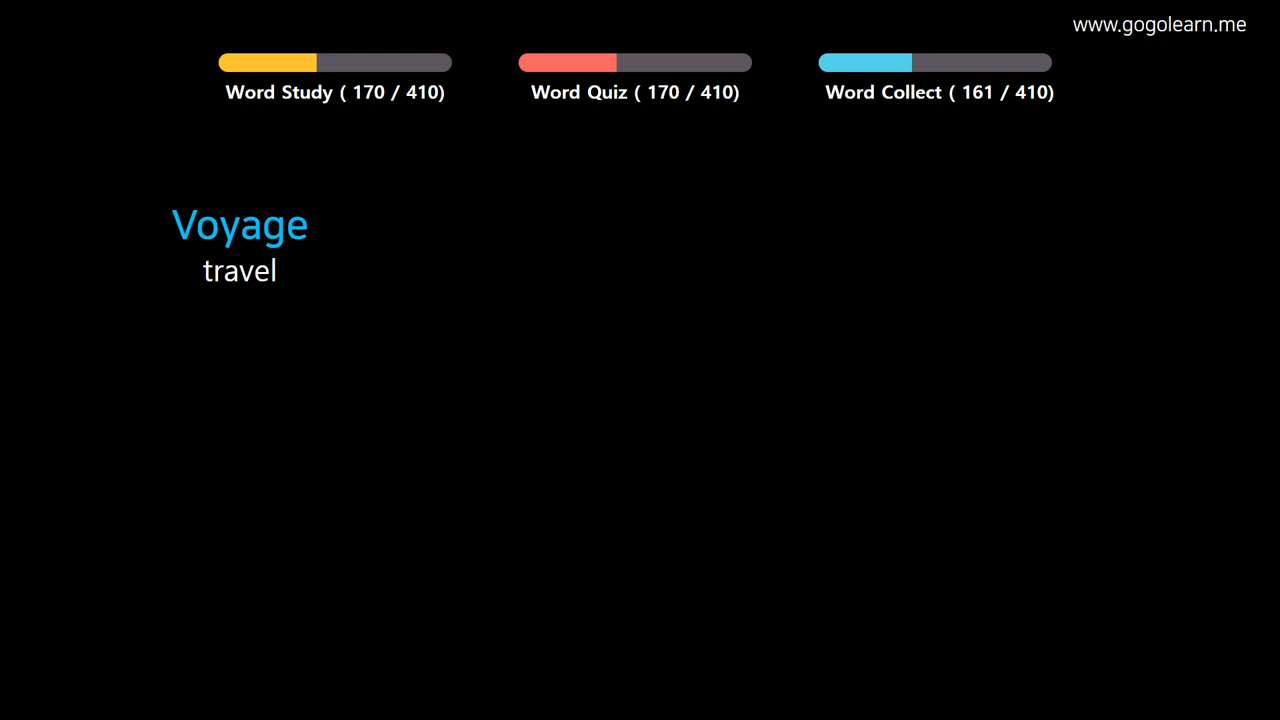 www.gogolearn.me
Word Study ( 170 / 410)
Word Quiz ( 170 / 410)
Word Collect ( 161 / 410)
Voyage
travel